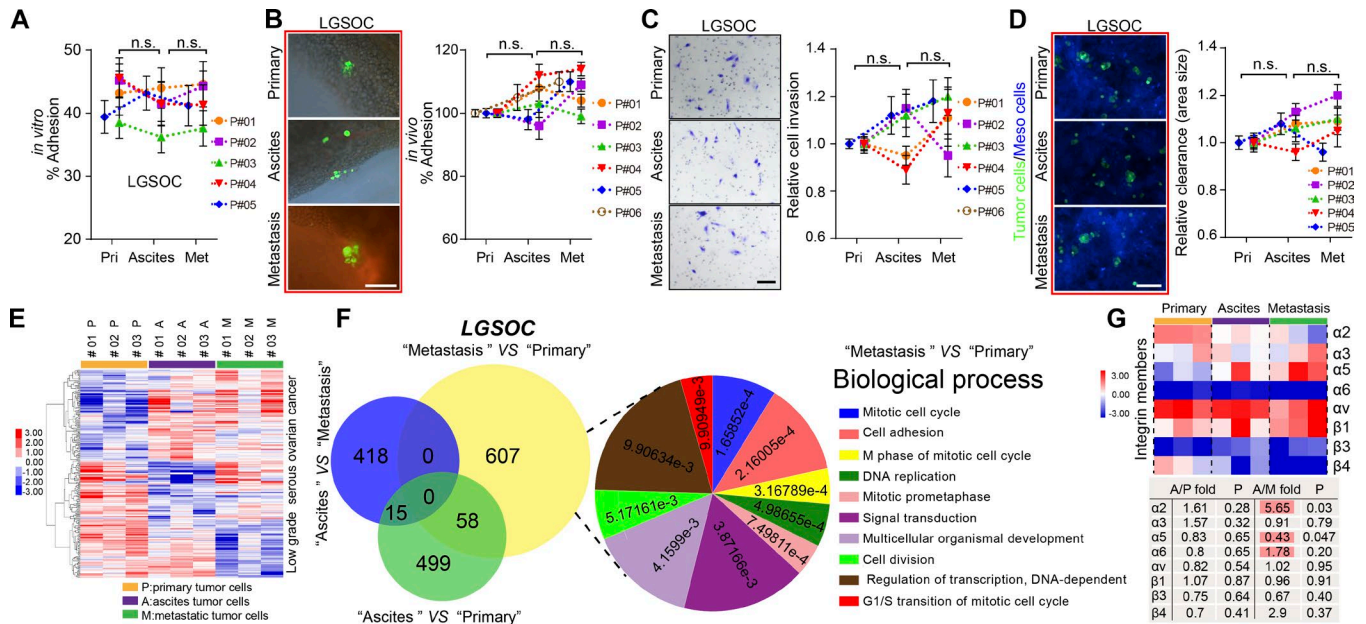 A
50
40
30
20
in vitro
% Adhesion
n.s.
n.s.
LGSOC
P#01
P#02
P#03
P#04
P#05
Pri Ascites Met
B
LGSOC
Primary
Ascites
Metastasis
120
100
80
60
in vivo
% Adhesion
n.s.
n.s.
P#01
P#02
P#03
P#04
P#05
P#06
Pri Ascites Met
C
LGSOC
Primary
Ascites
Metastasis
1.4
1.2
1.0
0.8
0.6
Relative cell invasion
n.s.
n.s.
P#01
P#02
P#03
P#04
P#05
P#06
Pri Ascites Met
D
LGSOC
Primary
Ascites
Metastasis
Tumor cells/Meso cells
1.4
1.2
1.0
0.8
0.6
Relative clearance (area size)
n.s.
n.s.
P#01
P#02
P#03
P#04
P#05
Pri Ascites Met
E
# 01 P
# 02 P
# 03 P
# 01 A
# 02 A
# 03 A
#01 M
#02 M
#03 M
3.00
2.00
1.00
0.00
-1.00
-2.00
-3.00
Low grade serous ovarian cancer
P:primary tumor cells
A:ascites tumor cells
M:metastatic tumor cells
F
LGSOC
“Metastasis” VS “Primary”
“Ascites” VS “Metastasis”
418
0
607
0
15
58
499
“Ascites” VS “Primary”
“Metastasis” VS “Primary”
Biological process
1.65852e-4
2.16005e-4
3.16789e-4
4.98655e-4
7.49811e-4
3.87166e-3
4.1599e-3
5.17161e-3
9.90634e-3
9.90949e-3
Mitotic cell cycle
Cell adhesion
M phase of mitotic cell cycle
DNA replication
Mitotic prometaphase
Signal transduction
Multicellular organismal development
Cell division
Regulation of transcription, DNA-dependent
G1/S transition of mitotic cell cycle
G
Primary Ascites Metastasis
Integrin members
3.00
0.00
-3.00
α2
α3
α5
α6
αv
β1
β3
β4
A/P fold P A/M fold P
α2 1.61 0.28 5.65 0.03
α3 1.57 0.32 0.91 0.79
α5 0.83 0.65 0.43 0.047
α6 0.8 0.65 1.78 0.20
αv 0.82 0.54 1.02 0.95
β1 1.07 0.87 0.96 0.91
β3 0.75 0.64 0.67 0.40
β4 0.7 0.41 2.9 0.37